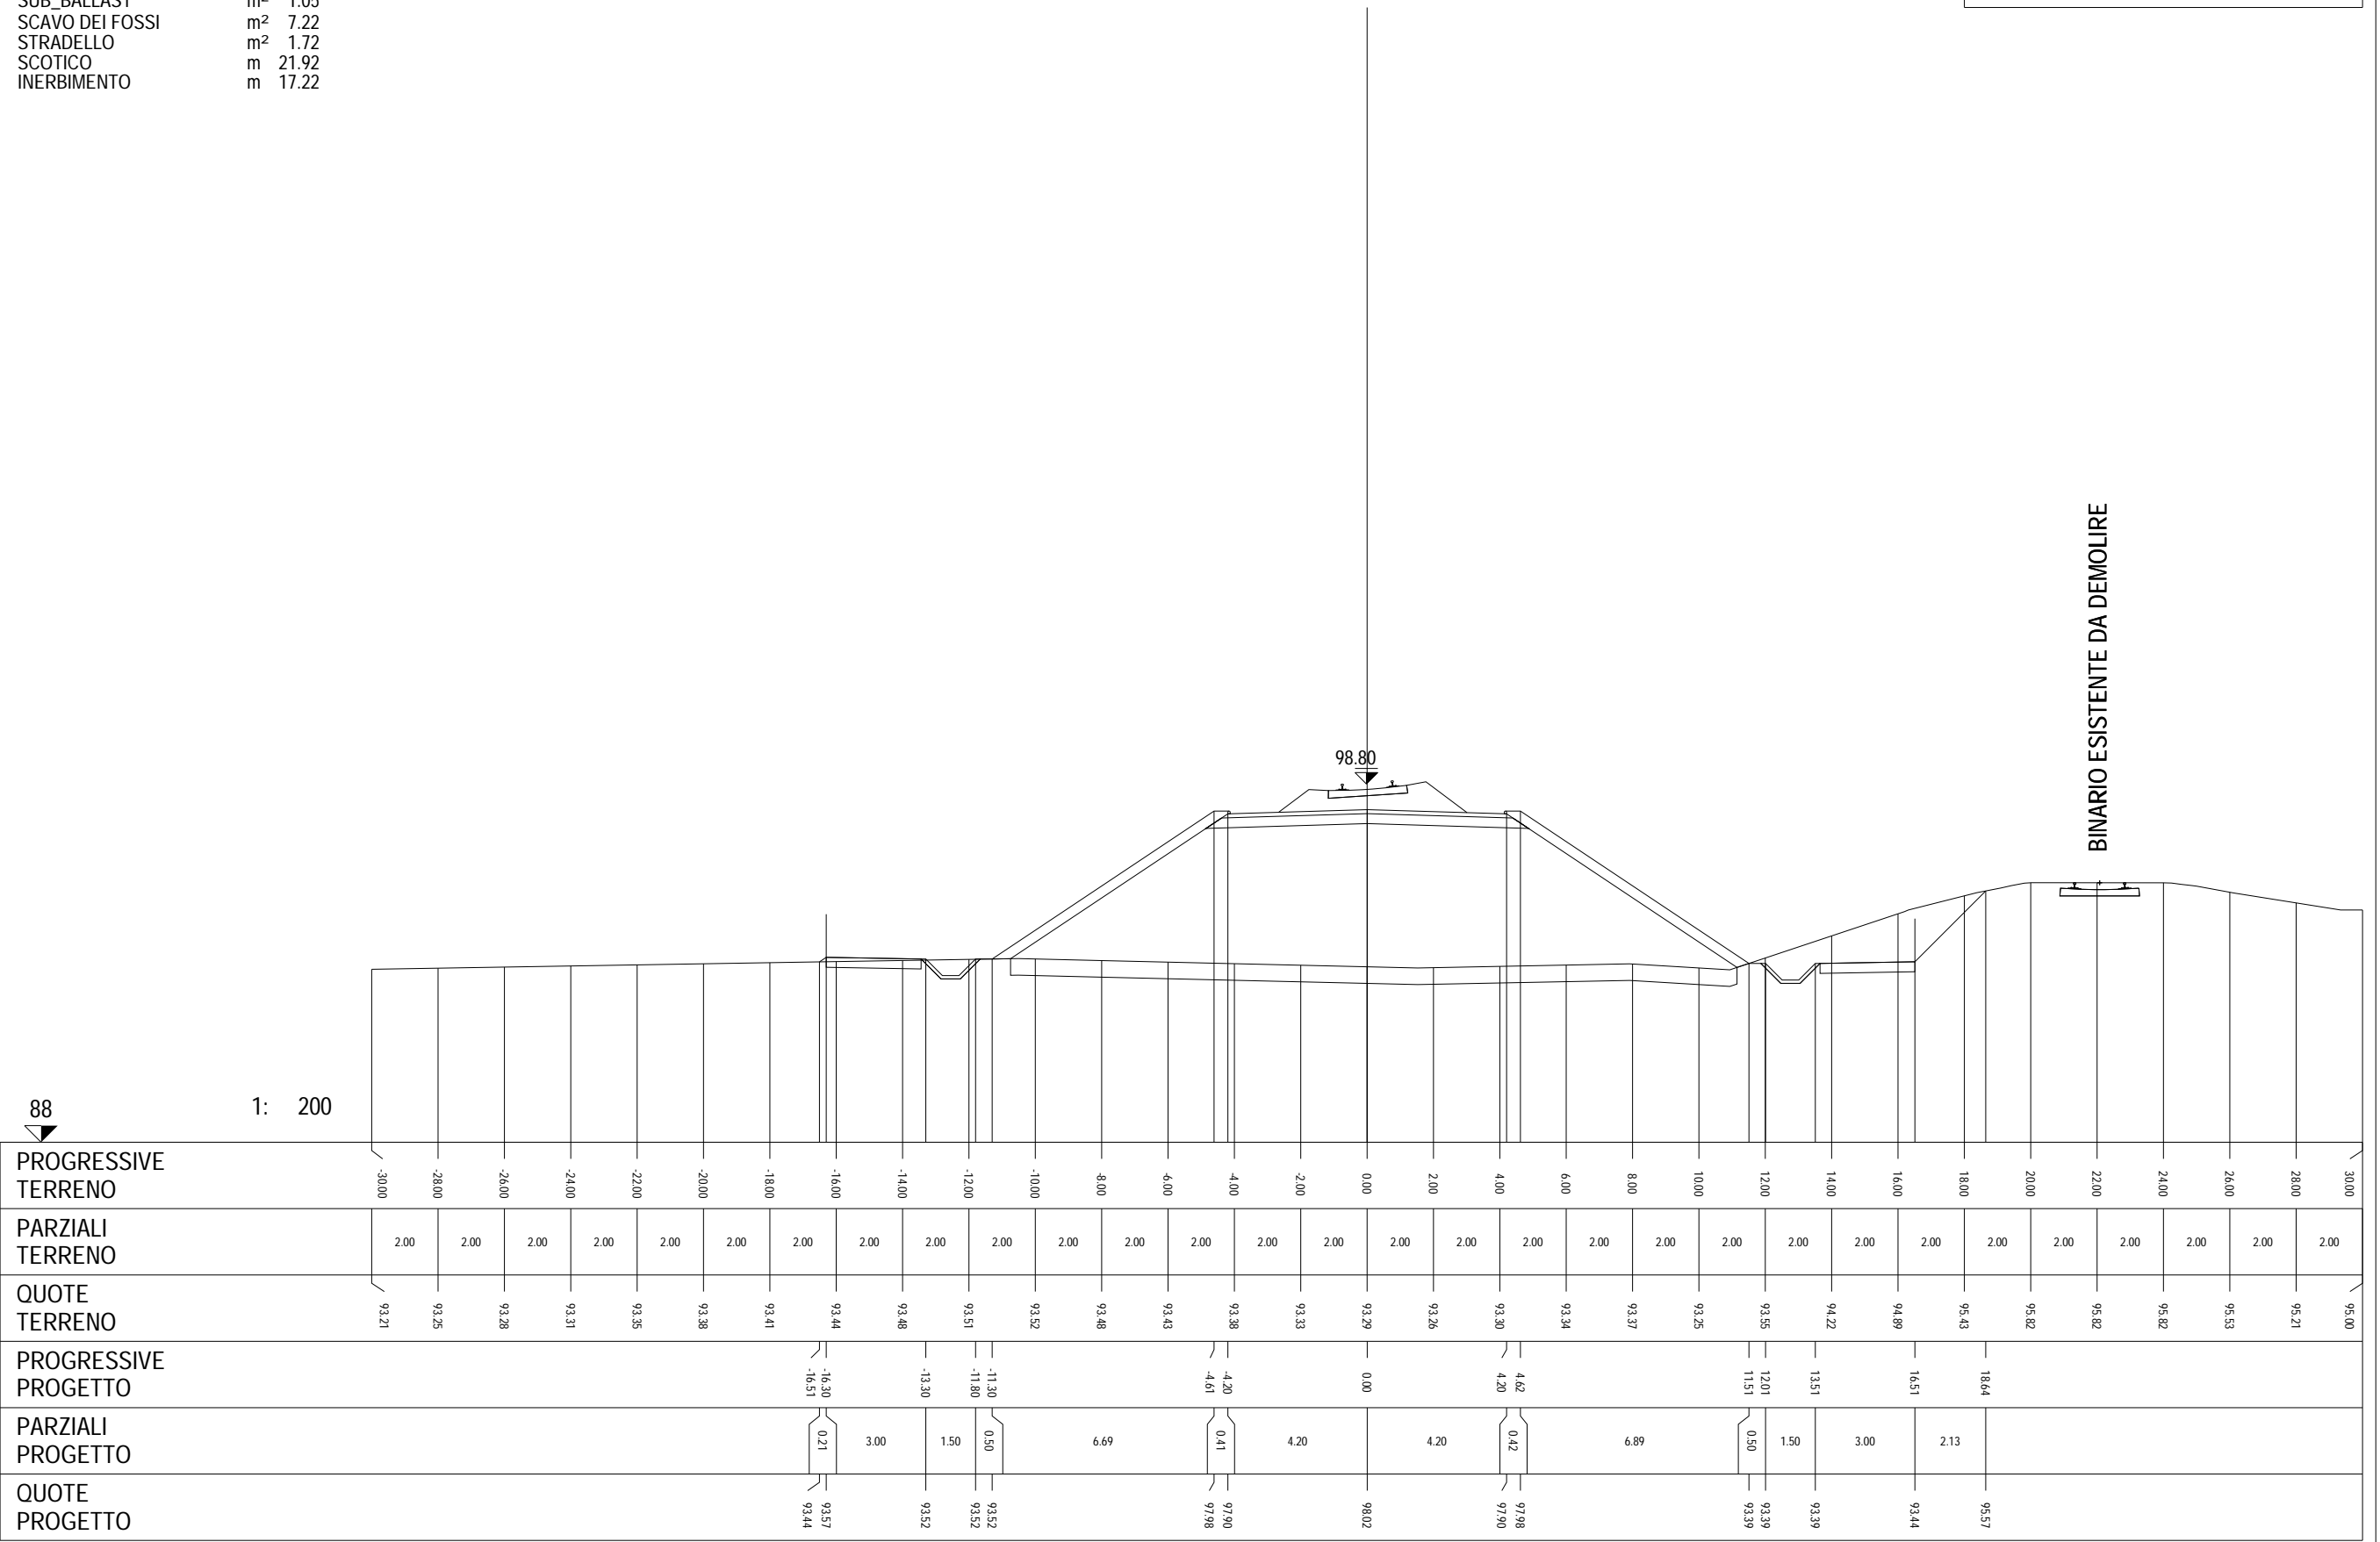 SUB_BALLAST m² 1.05
SCAVO DEI FOSSI m² 7.22
STRADELLO m² 1.72
SCOTICO m 21.92
INERBIMENTO m 17.22
BINARIO ESISTENTE DA DEMOLIRE
98.80
88 1: 200
PROGRESSIVE
TERRENO
-30.00 -28.00 -26.00 -24.00 -22.00 -20.00 -18.00 -16.00 -14.00 -12.00 -10.00 -8.00 -6.00 -4.00 -2.00 0.00 2.00 4.00 6.00 8.00 10.00 12.00 14.00 16.00 18.00 20.00 22.00 24.00 26.00 28.00 30.00
PARZIALI
TERRENO
2.00 2.00 2.00 2.00 2.00 2.00 2.00 2.00 2.00 2.00 2.00 2.00 2.00 2.00 2.00 2.00 2.00 2.00 2.00 2.00 2.00 2.00 2.00 2.00 2.00 2.00 2.00 2.00 2.00 2.00
QUOTE
TERRENO
93.21 93.25 93.28 93.31 93.35 93.38 93.41 93.44 93.48 93.51 93.52 93.48 93.43 93.38 93.33 93.29 93.26 93.30 93.34 93.37 93.25 93.55 94.22 94.89 95.43 95.82 95.82 95.82 95.53 95.21 95.00
PROGRESSIVE
PROGETTO
-16.51 -16.30 -13.30 -11.80 -11.30 -4.61 -4.20 0.00 4.20 4.62 11.51 12.01 13.51 16.51 18.64
PARZIALI
PROGETTO
0.21 3.00 1.50 0.50 6.69 0.41 4.20 4.20 0.42 6.89 0.50 1.50 3.00 2.13
QUOTE
PROGETTO
93.44 93.57 93.52 93.52 93.52 97.98 97.90 98.02 97.90 97.98 93.39 93.39 93.39 93.44 95.57